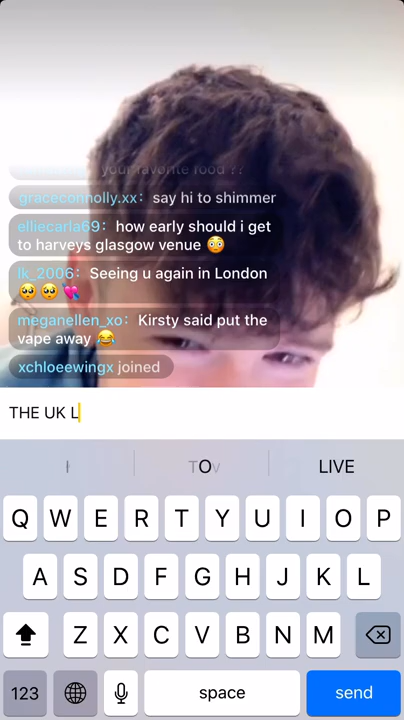 your favorite food ??
graceconnolly.xx: say hi to shimmer
elliecarla69: how early should i get
to harveys glasgow venue 😳
lk_2006: Seeing u again in London
🥺🥺💘
meganellen_xo: Kirsty said put the
vape away 😂
xchloeewingx joined
THE UK L
LIVE
Q W E R T Y U I O P
A S D F G H J K L
Z X C V B N M
123 space send